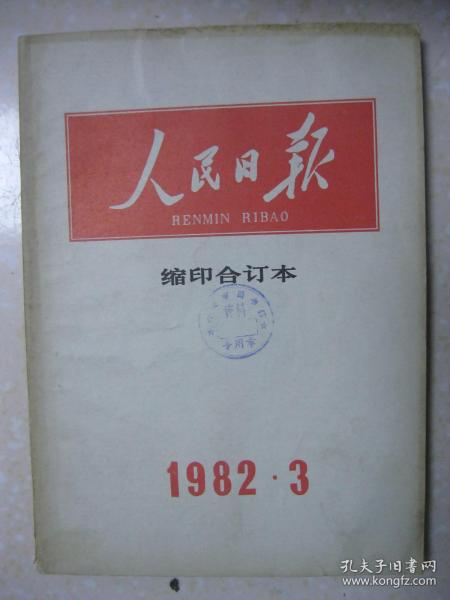 人民日报
RENMIN RIBAO
缩印合订本
1982·3
孔夫子旧书网
www.kongfz.com